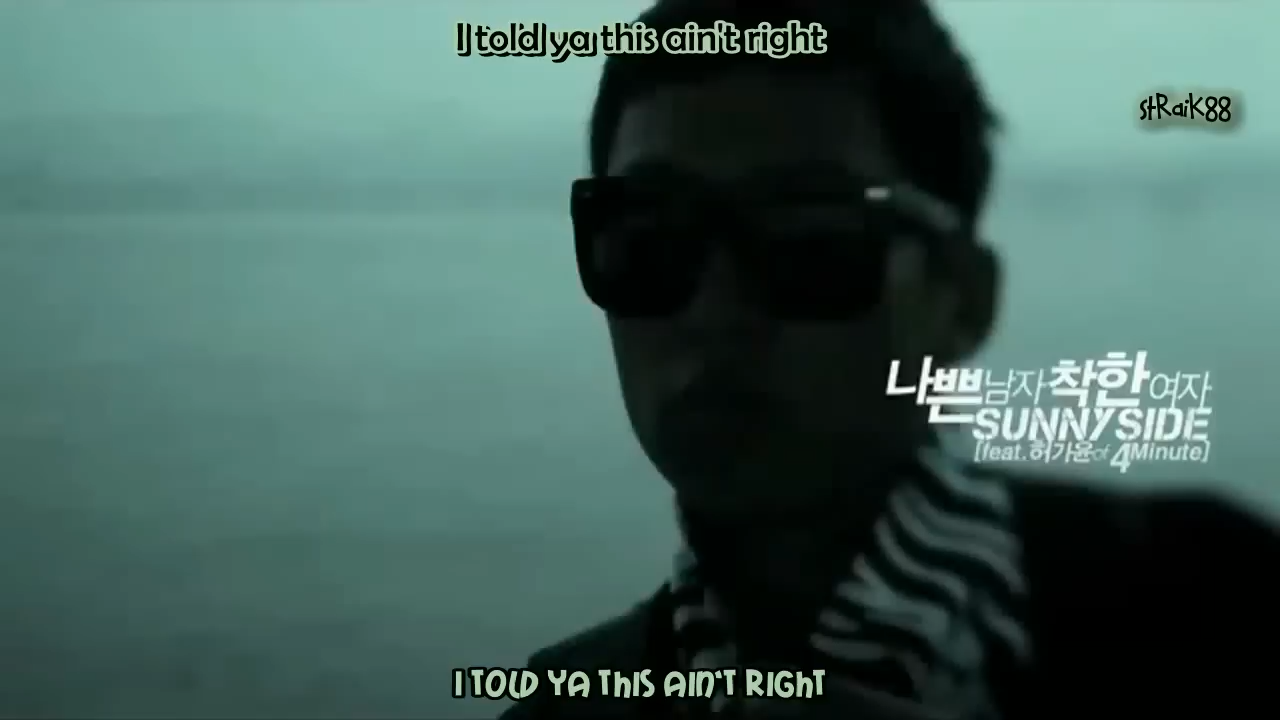 I told ya this ain't right
stRaiK88
나쁜남자착한여자
SUNNYSIDE
[feat.허가윤of 4Minute]
I TOLD YA THIS AIN'T RIGHT